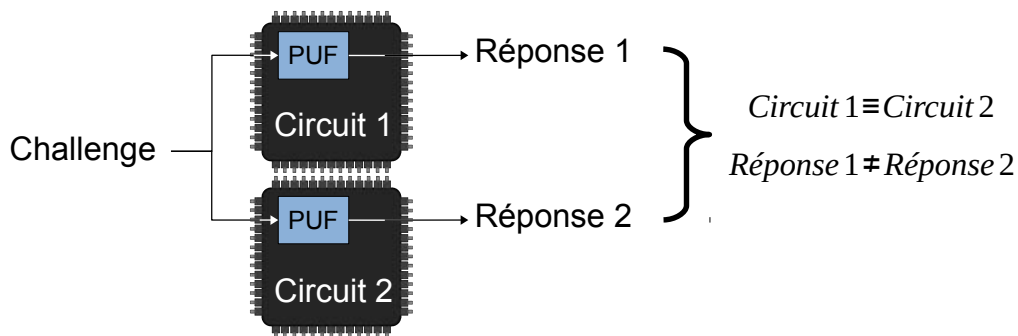 PUF
Réponse 1
Circuit 1
Challenge
PUF
Réponse 2
Circuit 2
Circuit 1≡Circuit 2
Réponse 1≠Réponse 2